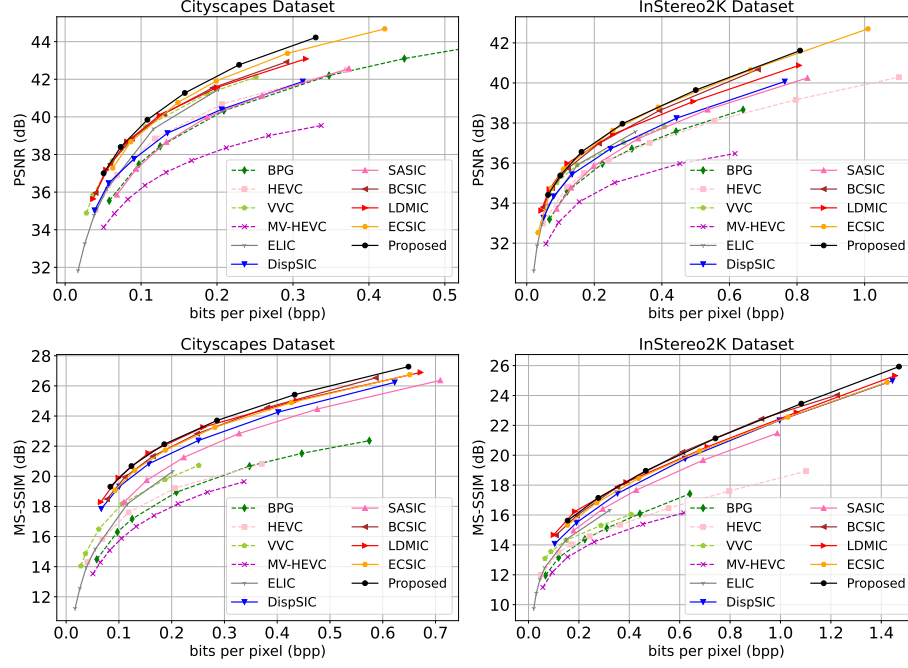 Cityscapes Dataset
PSNR (dB)
44
42
40
38
36
34
32
BPG
HEVC
VVC
MV-HEVC
ELIC
DispSIC
SASIC
BCSIC
LDMIC
ECSIC
Proposed
0.0 0.1 0.2 0.3 0.4 0.5
bits per pixel (bpp)
InStereo2K Dataset
PSNR (dB)
42
40
38
36
34
32
BPG
HEVC
VVC
MV-HEVC
ELIC
DispSIC
SASIC
BCSIC
LDMIC
ECSIC
Proposed
0.0 0.2 0.4 0.6 0.8 1.0
bits per pixel (bpp)
Cityscapes Dataset
MS-SSIM (dB)
28
26
24
22
20
18
16
14
12
BPG
HEVC
VVC
MV-HEVC
ELIC
DispSIC
SASIC
BCSIC
LDMIC
ECSIC
Proposed
0.0 0.1 0.2 0.3 0.4 0.5 0.6 0.7
bits per pixel (bpp)
InStereo2K Dataset
MS-SSIM (dB)
26
24
22
20
18
16
14
12
10
BPG
HEVC
VVC
MV-HEVC
ELIC
DispSIC
SASIC
BCSIC
LDMIC
ECSIC
Proposed
0.0 0.2 0.4 0.6 0.8 1.0 1.2 1.4
bits per pixel (bpp)